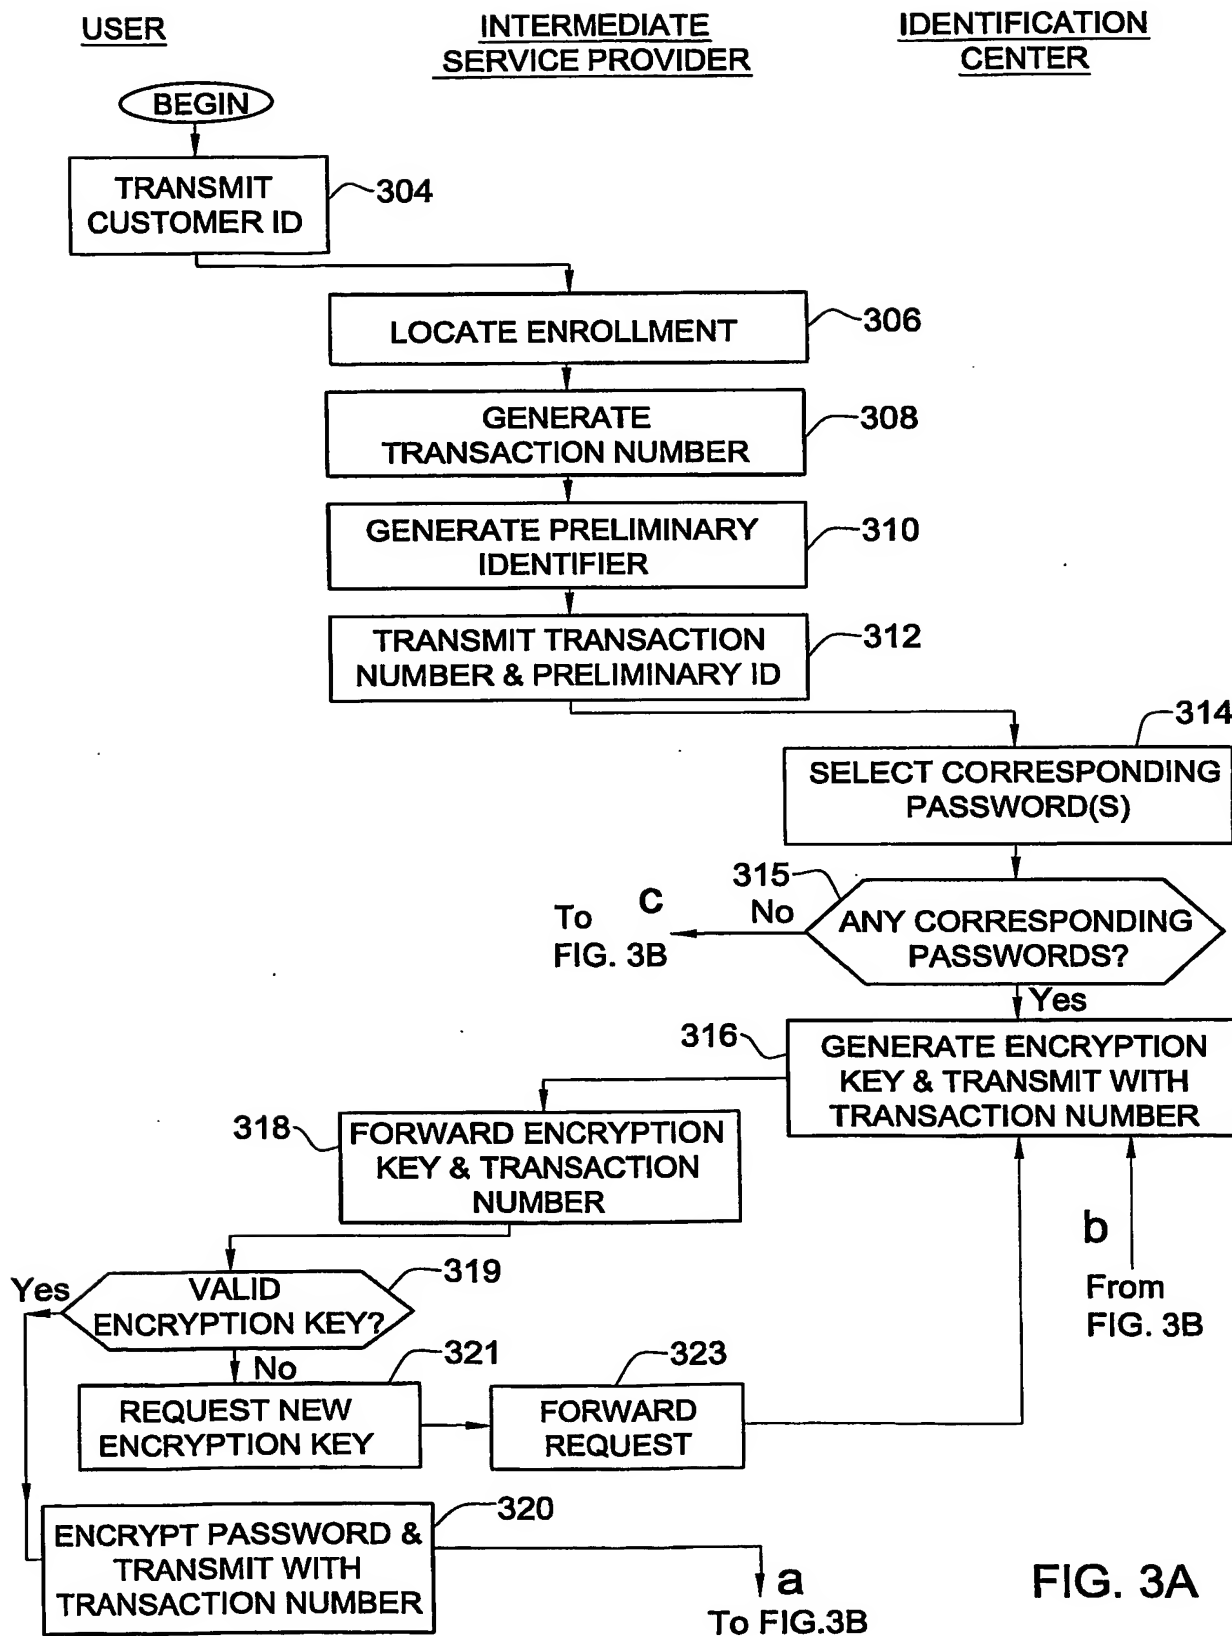 USER
INTERMEDIATE
SERVICE PROVIDER
IDENTIFICATION
CENTER
BEGIN
TRANSMIT
CUSTOMER ID
304
LOCATE ENROLLMENT
306
GENERATE
TRANSACTION NUMBER
308
GENERATE PRELIMINARY
IDENTIFIER
310
TRANSMIT TRANSACTION
NUMBER & PRELIMINARY ID
312
314
SELECT CORRESPONDING
PASSWORD(S)
315
ANY CORRESPONDING
PASSWORDS?
No
c
To
FIG. 3B
Yes
316
GENERATE ENCRYPTION
KEY & TRANSMIT WITH
TRANSACTION NUMBER
318
FORWARD ENCRYPTION
KEY & TRANSACTION
NUMBER
b
From
FIG. 3B
Yes
VALID
ENCRYPTION KEY?
319
No
321
REQUEST NEW
ENCRYPTION KEY
323
FORWARD
REQUEST
320
ENCRYPT PASSWORD &
TRANSMIT WITH
TRANSACTION NUMBER
a
To FIG.3B
FIG. 3A